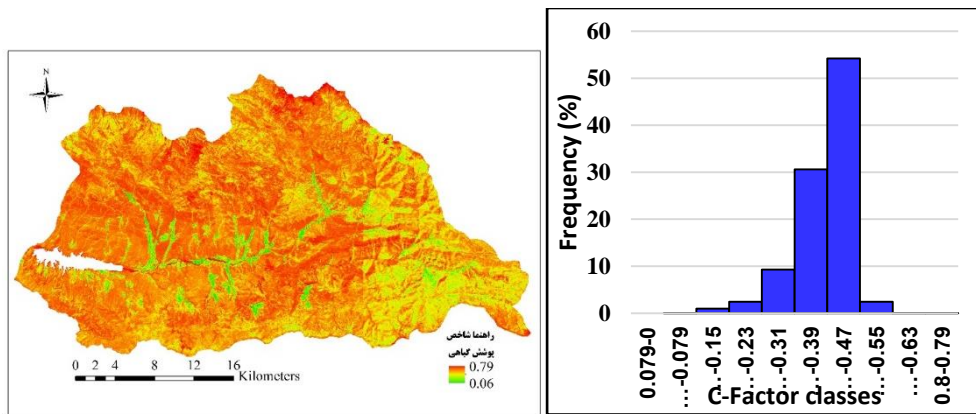 N
راهنما شاخص
پوشش گیاهی
0.79
0.06
0 2 4 8 12 16
Kilometers
60
50
40
30
20
10
0
Frequency (%)
0.079-0
...-0.079
...-0.15
...-0.23
...-0.31
...-0.39
...-0.47
...-0.55
...-0.63
0.8-0.79
C-Factor classes